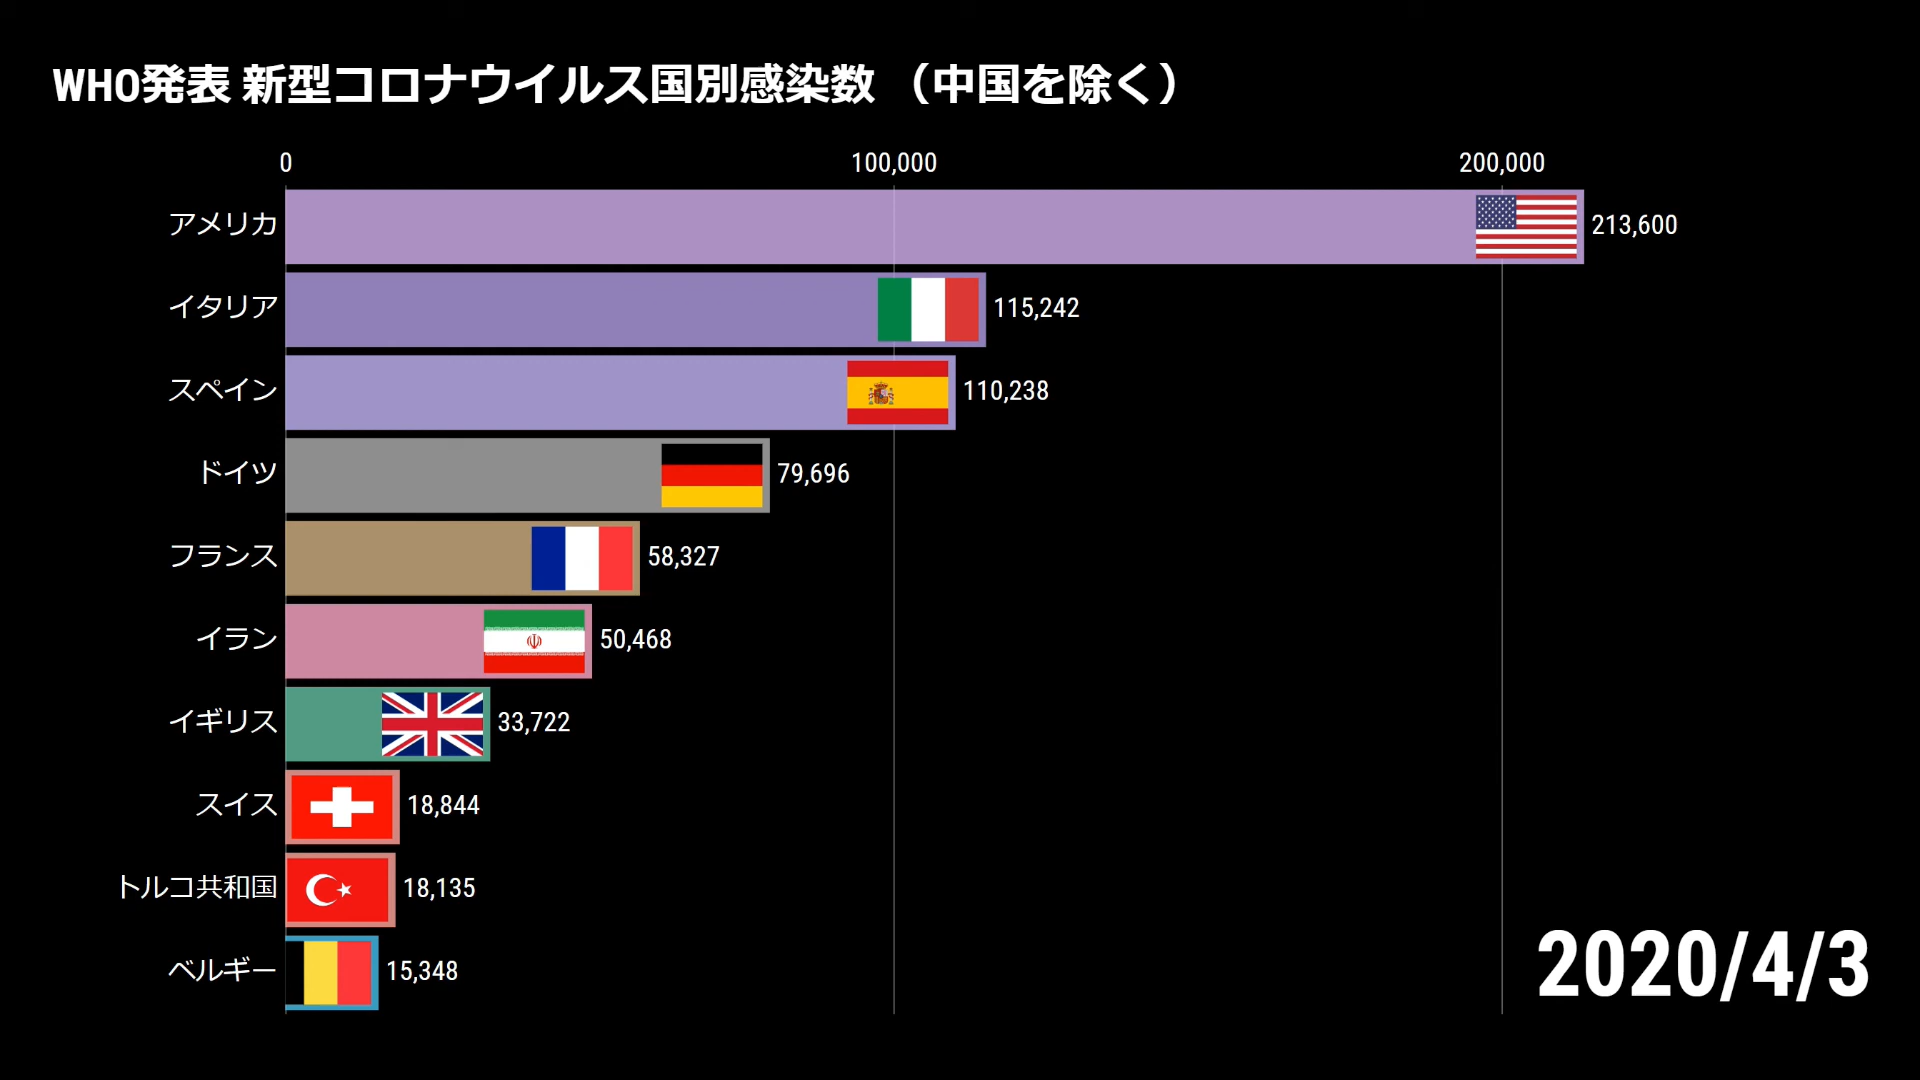 WHO発表 新型コロナウイルス国別感染数 （中国を除く）
0 100,000 200,000
アメリカ 213,600
イタリア 115,242
スペイン 110,238
ドイツ 79,696
フランス 58,327
イラン 50,468
イギリス 33,722
スイス 18,844
トルコ共和国 18,135
ベルギー 15,348
2020/4/3